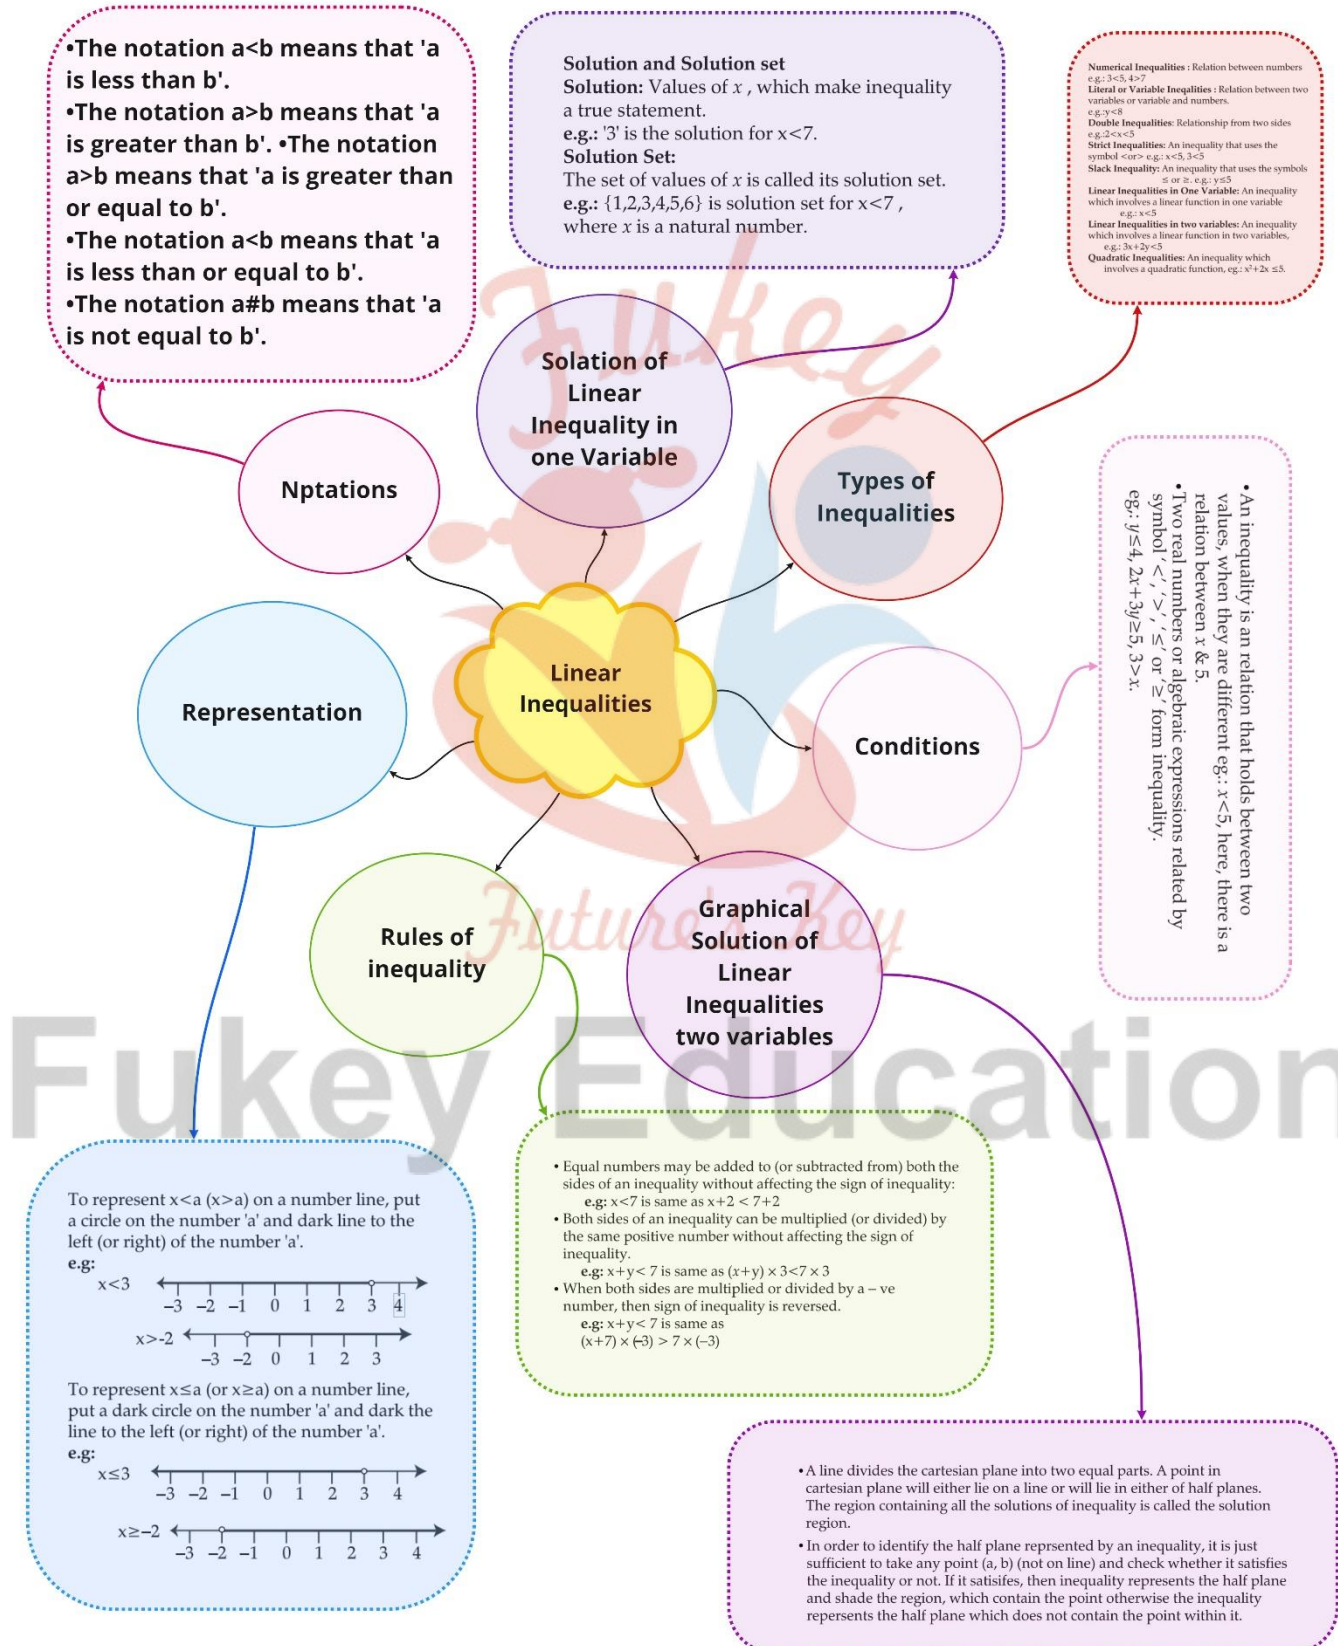 •The notation a<b means that 'a
is less than b'.
•The notation a>b means that 'a
is greater than b'. •The notation
a>b means that 'a is greater than
or equal to b'.
•The notation a<b means that 'a
is less than or equal to b'.
•The notation a#b means that 'a
is not equal to b'.
Solution and Solution set
Solution: Values of x , which make inequality
a true statement.
e.g.: '3' is the solution for x<7.
Solution Set:
The set of values of x is called its solution set.
e.g.: {1,2,3,4,5,6} is solution set for x<7 ,
where x is a natural number.
Numerical Inequalities : Relation between numbers
e.g.: 3<5, 4>7
Literal or Variable Ineqalities : Relation between two
variables or variable and numbers.
e.g.:y<8
Double Inequalities: Relationship from two sides
e.g.:2<x<5
Strict Inequalities: An inequality that uses the
symbol <or> e.g.: x<5, 3<5
Slack Inequality: An inequality that uses the symbols
≤ or ≥. e.g.: y≤5
Linear Inequalities in One Variable: An inequality
which involves a linear function in one variable
e.g.: x<5
Linear Inequalities in two variables: An inequality
which involves a linear function in two variables,
e.g.: 3x+2y<5
Quadratic Inequalities: An inequality which
involves a quadratic function, eg.: x²+2x ≤5.
Solation of
Linear
Inequality in
one Variable
Nptations
Types of
Inequalities
• An inequality is an relation that holds between two
values, when they are different eg.: x<5, here, there is a
relation between x & 5.
• Two real numbers or algebraic expressions related by
symbol ‘<’, ‘>’, ‘≤’ or ‘≥’ form inequality.
eg,: y≤4, 2x+3y≥5, 3>x.
Linear
Inequalities
Representation
Conditions
Rules of
inequality
Graphical
Solution of
Linear
Inequalities
two variables
Fukey
Future's Key
Fukey Education
To represent x<a (x>a) on a number line, put
a circle on the number 'a' and dark line to the
left (or right) of the number 'a'.
e.g:
x<3
−3 −2 −1 0 1 2 3 4
x>-2
−3 −2 0 1 2 3
To represent x≤a (or x≥a) on a number line,
put a dark circle on the number 'a' and dark the
line to the left (or right) of the number 'a'.
e.g:
x≤3
−3 −2 −1 0 1 2 3 4
x≥−2
−3 −2 −1 0 1 2 3 4
• Equal numbers may be added to (or subtracted from) both the
sides of an inequality without affecting the sign of inequality:
e.g: x<7 is same as x+2 < 7+2
• Both sides of an inequality can be multiplied (or divided) by
the same positive number without affecting the sign of
inequality.
e.g: x+y< 7 is same as (x+y) × 3<7 × 3
• When both sides are multiplied or divided by a – ve
number, then sign of inequality is reversed.
e.g: x+y< 7 is same as
(x+7) × (−3) > 7 × (−3)
• A line divides the cartesian plane into two equal parts. A point in
cartesian plane will either lie on a line or will lie in either of half planes.
The region containing all the solutions of inequality is called the solution
region.
• In order to identify the half plane reprsented by an inequality, it is just
sufficient to take any point (a, b) (not on line) and check whether it satisfies
the inequality or not. If it satisifes, then inequality represents the half plane
and shade the region, which contain the point otherwise the inequality
repersents the half plane which does not contain the point within it.